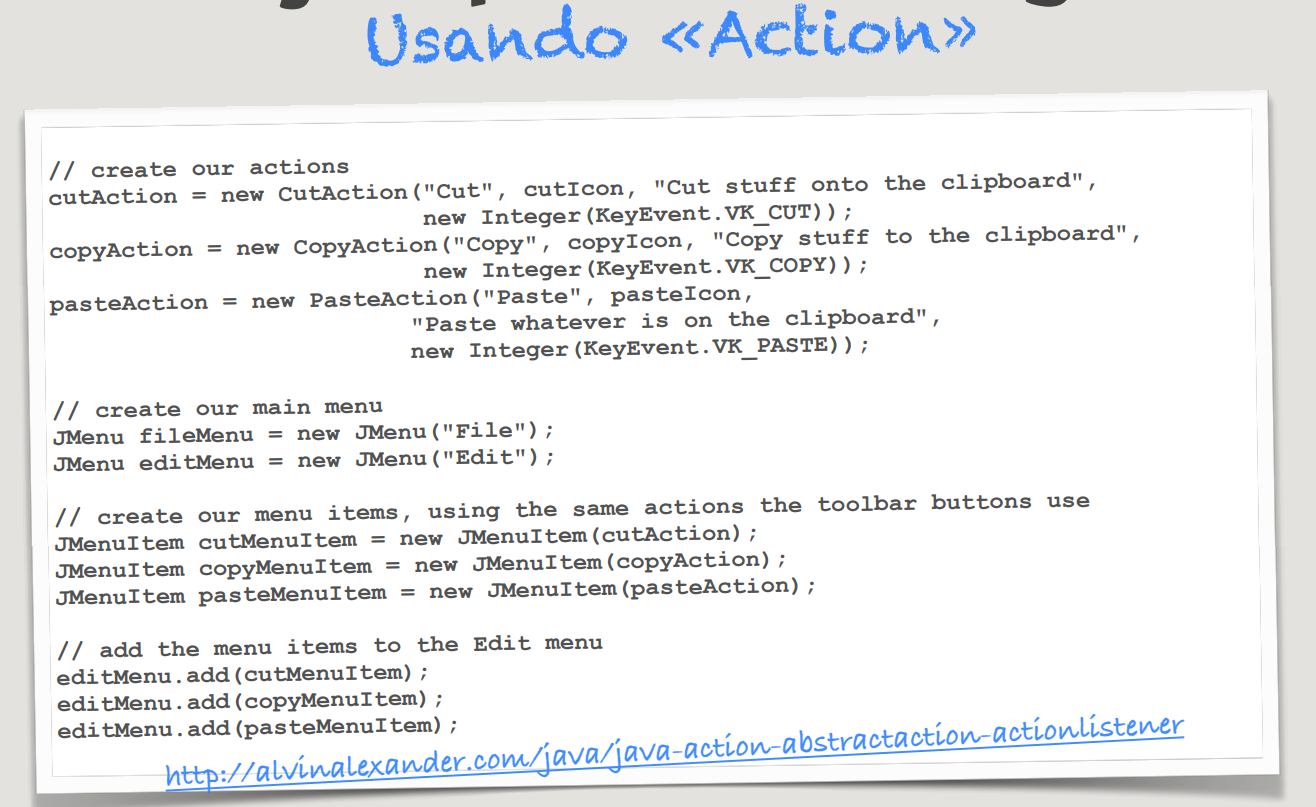 Usando «Action»
// create our actions
cutAction = new CutAction("Cut", cutIcon, "Cut stuff onto the clipboard",
new Integer(KeyEvent.VK_CUT));
copyAction = new CopyAction("Copy", copyIcon, "Copy stuff to the clipboard",
new Integer(KeyEvent.VK_COPY));
pasteAction = new PasteAction("Paste", pasteIcon,
"Paste whatever is on the clipboard",
new Integer(KeyEvent.VK_PASTE));
// create our main menu
JMenu fileMenu = new JMenu("File");
JMenu editMenu = new JMenu("Edit");
// create our menu items, using the same actions the toolbar buttons use
JMenuItem cutMenuItem = new JMenuItem(cutAction);
JMenuItem copyMenuItem = new JMenuItem(copyAction);
JMenuItem pasteMenuItem = new JMenuItem(pasteAction);
// add the menu items to the Edit menu
editMenu.add(cutMenuItem);
editMenu.add(copyMenuItem);
editMenu.add(pasteMenuItem);
http://alvinalexander.com/java/java-action-abstractaction-actionlistener